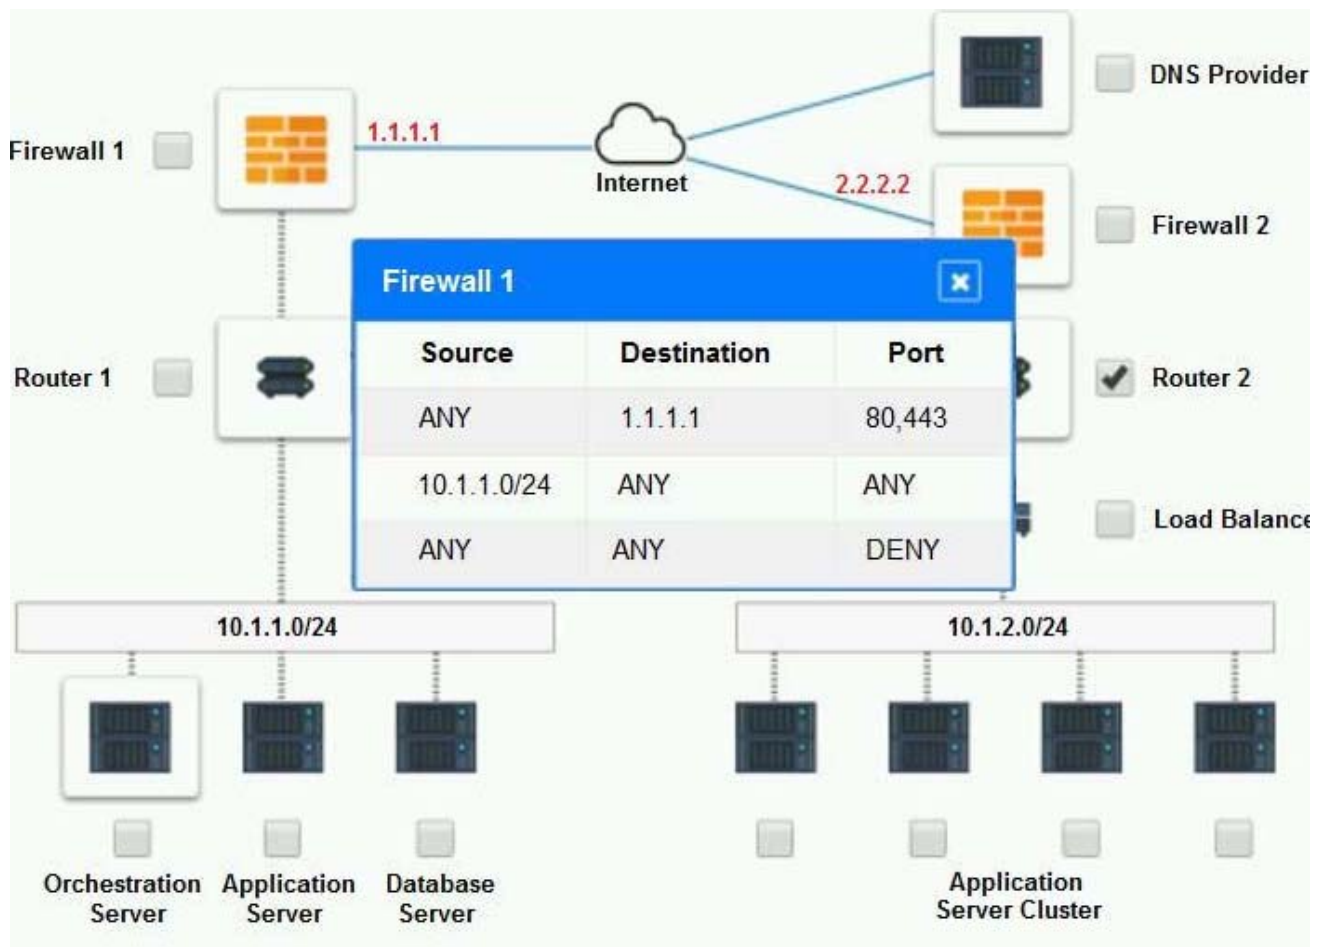 DNS Provider
1.1.1.1
Firewall 1
Internet
2.2.2.2
Firewall 2
Firewall 1
Source Destination Port
Router 1
Router 2
ANY 1.1.1.1 80,443
10.1.1.0/24 ANY ANY
Load Balance
ANY ANY DENY
10.1.1.0/24
10.1.2.0/24
Orchestration
Server
Application
Server
Database
Server
Application
Server Cluster